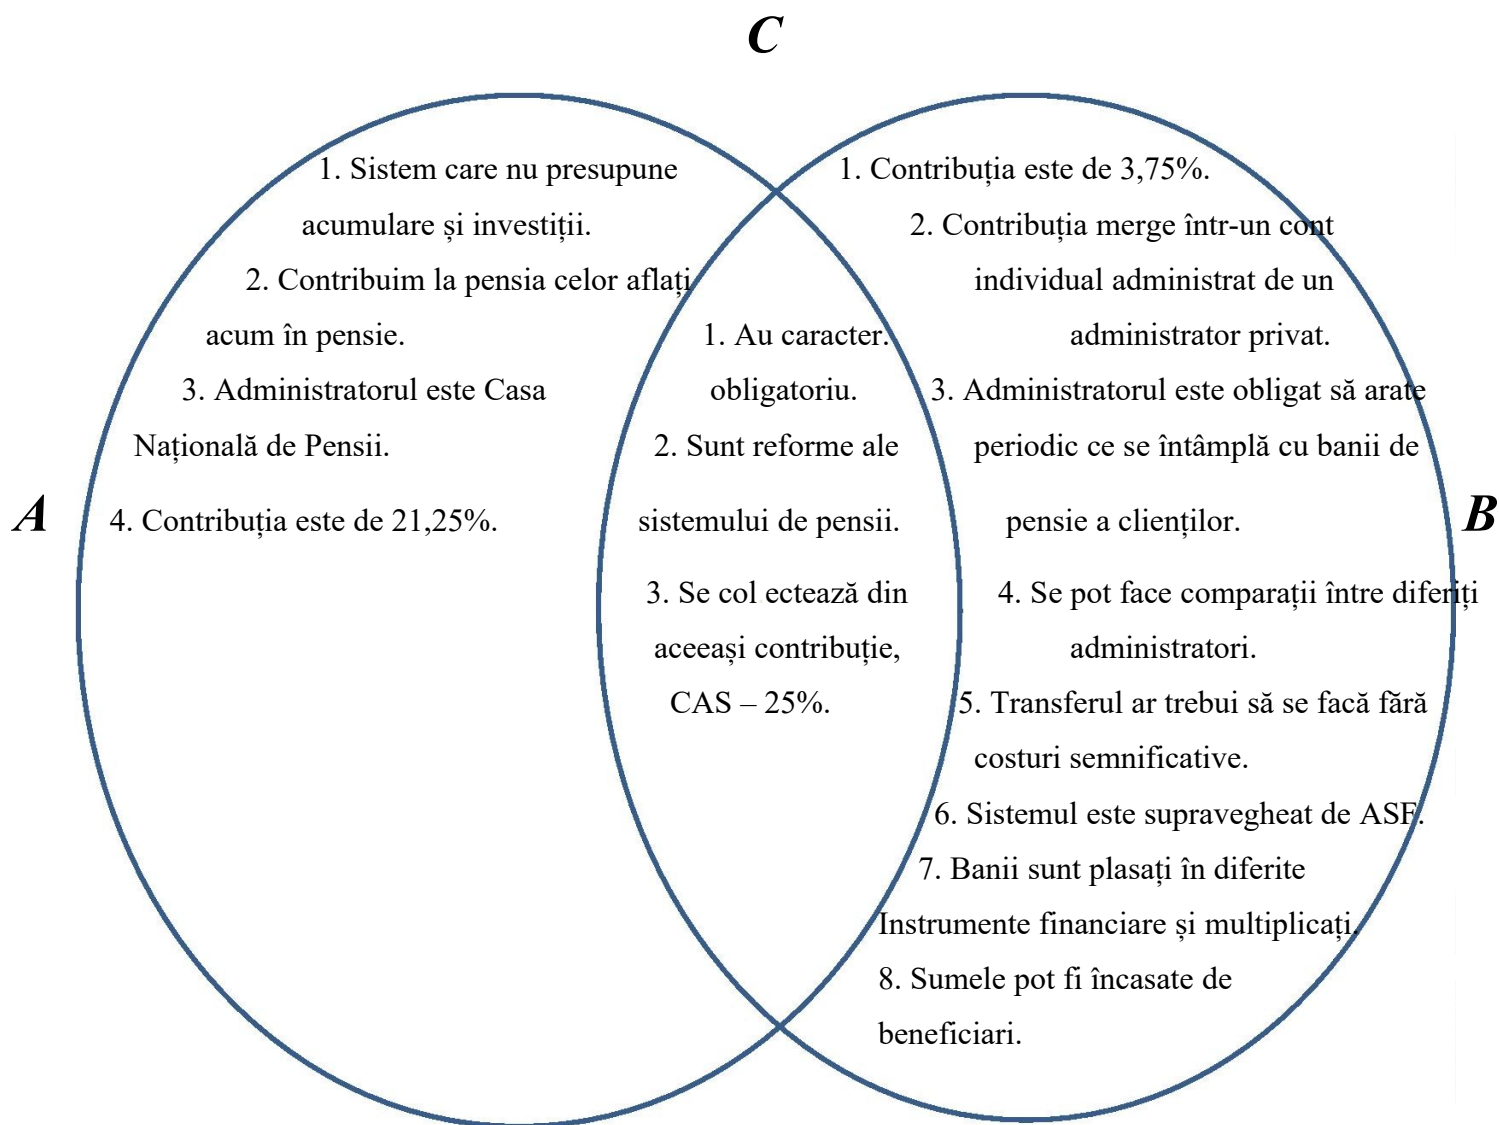 C
1. Sistem care nu presupune
acumulare și investiții.
2. Contribuim la pensia celor aflați
acum în pensie.
3. Administratorul este Casa
Națională de Pensii.
A
4. Contribuția este de 21,25%.
1. Au caracter.
obligatoriu.
2. Sunt reforme ale
sistemului de pensii.
3. Se col ectează din
aceeași contribuție,
CAS – 25%.
1. Contribuția este de 3,75%.
2. Contribuția merge într-un cont
individual administrat de un
administrator privat.
3. Administratorul este obligat să arate
periodic ce se întâmplă cu banii de
pensie a clienților.
B
4. Se pot face comparații între diferiți
administratori.
5. Transferul ar trebui să se facă fără
costuri semnificative.
6. Sistemul este supravegheat de ASF.
7. Banii sunt plasați în diferite
Instrumente financiare și multiplicați.
8. Sumele pot fi încasate de
beneficiari.